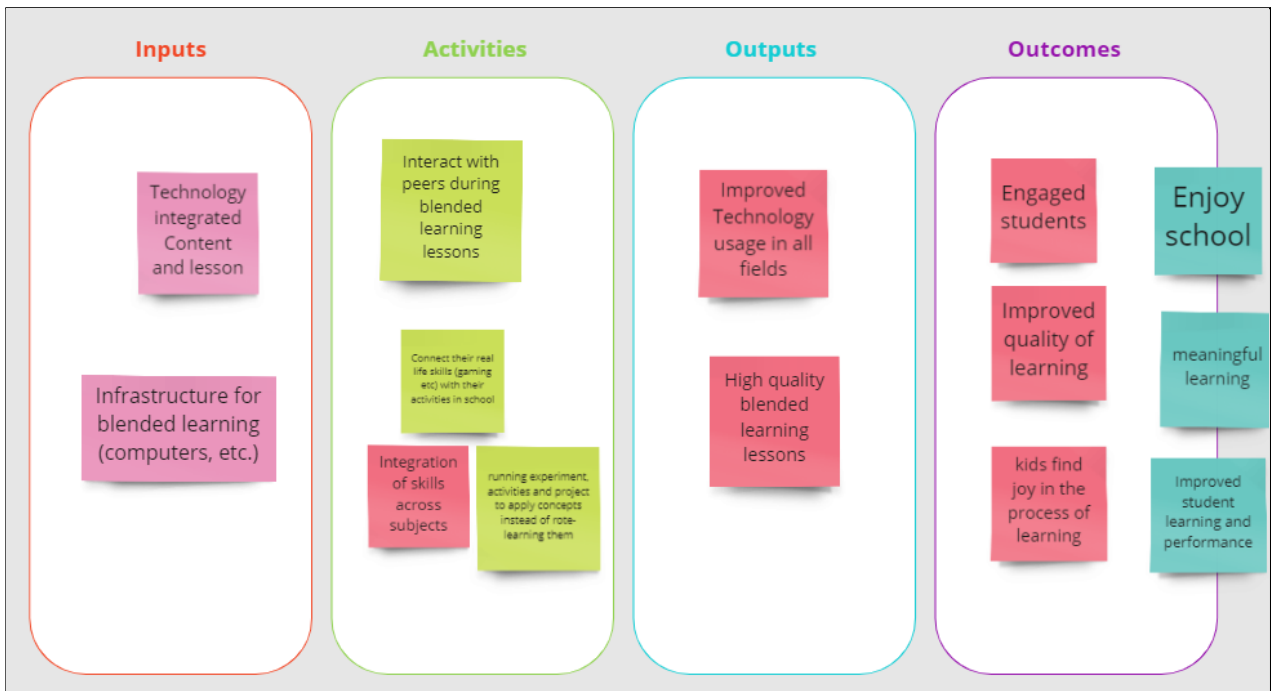 Inputs
Technology
integrated
Content
and lesson
Infrastructure for
blended learning
(computers, etc.)
Activities
Interact with
peers during
blended
learning
lessons
Connect their real
life skills (gaming
etc) with their
activities in school
Integration
of skills
across
subjects
running experiment,
activities and project
to apply concepts
instead of rote-
learning them
Outputs
Improved
Technology
usage in all
fields
High quality
blended
learning
lessons
Outcomes
Engaged
students
Enjoy
school
Improved
quality of
learning
meaningful
learning
kids find
joy in the
process of
learning
Improved
student
learning and
performance